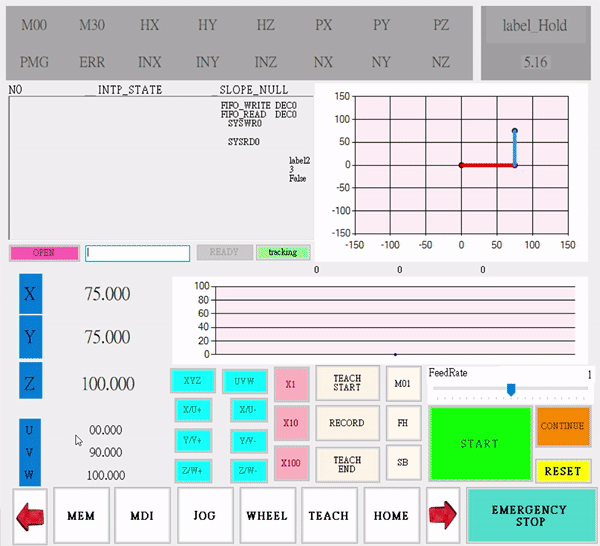 M00 M30 HX HY HZ PX PY PZ label_Hold
PMG ERR INX INY INZ NX NY NZ 5.16
N0 __INTP_STATE _SLOPE_NULL
FIFO_WRITE DEC0
FIFO_READ DEC0
SYSWR0
SYSRD0
label2
3
False
150
100
50
0
-50
-100
-150
-150 -100 -50 0 50 100 150
OPEN READY tracking
0 0 0
X 75.000
Y 75.000
Z 100.000
100
80
60
40
20
0
U 00.000
V 90.000
W 100.000
XYZ UVW X1 TEACH START M01
X/U+ X/U- X10 RECORD FH
Y/V+ Y/V- X100 TEACH END SB
Z/W+ Z/W-
FeedRate 1
START CONTINUE
RESET
MEM MDI JOG WHEEL TEACH HOME EMERGENCY
STOP